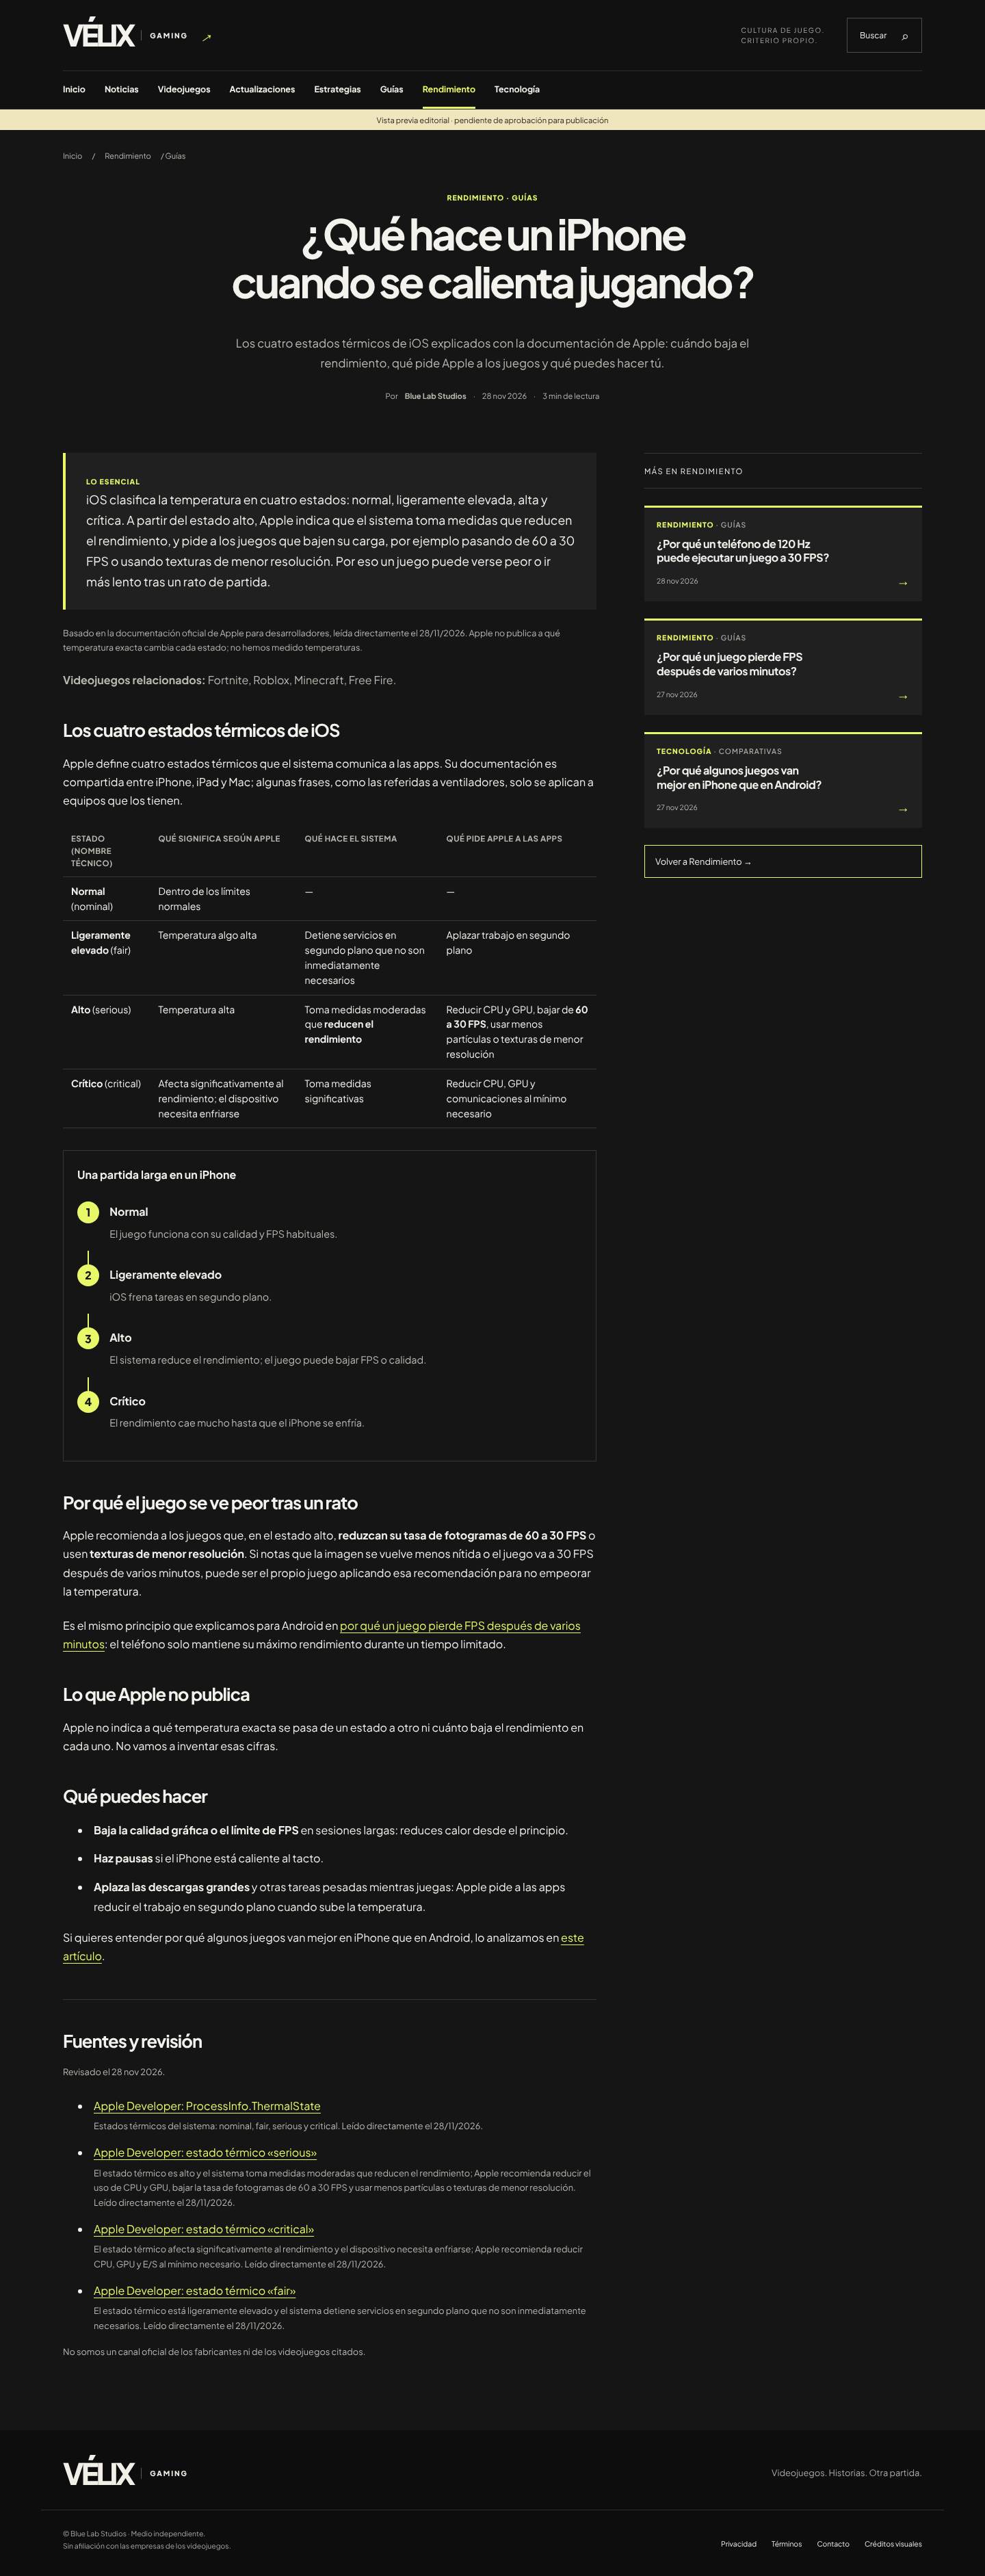 VÉLIX GAMING
CULTURA DE JUEGO.
CRITERIO PROPIO.
Buscar
Inicio Noticias Videojuegos Actualizaciones Estrategias Guías Rendimiento Tecnología
Vista previa editorial · pendiente de aprobación para publicación
Inicio / Rendimiento / Guías
RENDIMIENTO · GUÍAS
¿Qué hace un iPhone
cuando se calienta jugando?
Los cuatro estados térmicos de iOS explicados con la documentación de Apple: cuándo baja el
rendimiento, qué pide Apple a los juegos y qué puedes hacer tú.
Por Blue Lab Studios · 28 nov 2026 · 3 min de lectura
LO ESENCIAL
iOS clasifica la temperatura en cuatro estados: normal, ligeramente elevada, alta y
crítica. A partir del estado alto, Apple indica que el sistema toma medidas que reducen
el rendimiento, y pide a los juegos que bajen su carga, por ejemplo pasando de 60 a 30
FPS o usando texturas de menor resolución. Por eso un juego puede verse peor o ir
más lento tras un rato de partida.
Basado en la documentación oficial de Apple para desarrolladores, leída directamente el 28/11/2026. Apple no publica a qué
temperatura exacta cambia cada estado; no hemos medido temperaturas.
Videojuegos relacionados: Fortnite, Roblox, Minecraft, Free Fire.
Los cuatro estados térmicos de iOS
Apple define cuatro estados térmicos que el sistema comunica a las apps. Su documentación es
compartida entre iPhone, iPad y Mac; algunas frases, como las referidas a ventiladores, solo se aplican a
equipos que los tienen.
ESTADO (NOMBRE TÉCNICO) QUÉ SIGNIFICA SEGÚN APPLE QUÉ HACE EL SISTEMA QUÉ PIDE APPLE A LAS APPS
Normal (nominal) Dentro de los límites normales — —
Ligeramente elevado (fair) Temperatura algo alta Detiene servicios en segundo plano que no son inmediatamente necesarios Aplazar trabajo en segundo plano
Alto (serious) Temperatura alta Toma medidas moderadas que reducen el rendimiento Reducir CPU y GPU, bajar de 60 a 30 FPS, usar menos partículas o texturas de menor resolución
Crítico (critical) Afecta significativamente al rendimiento; el dispositivo necesita enfriarse Toma medidas significativas Reducir CPU, GPU y comunicaciones al mínimo necesario
Una partida larga en un iPhone
1 Normal
El juego funciona con su calidad y FPS habituales.
2 Ligeramente elevado
iOS frena tareas en segundo plano.
3 Alto
El sistema reduce el rendimiento; el juego puede bajar FPS o calidad.
4 Crítico
El rendimiento cae mucho hasta que el iPhone se enfría.
Por qué el juego se ve peor tras un rato
Apple recomienda a los juegos que, en el estado alto, reduzcan su tasa de fotogramas de 60 a 30 FPS o
usen texturas de menor resolución. Si notas que la imagen se vuelve menos nítida o el juego va a 30 FPS
después de varios minutos, puede ser el propio juego aplicando esa recomendación para no empeorar
la temperatura.
Es el mismo principio que explicamos para Android en por qué un juego pierde FPS después de varios
minutos: el teléfono solo mantiene su máximo rendimiento durante un tiempo limitado.
Lo que Apple no publica
Apple no indica a qué temperatura exacta se pasa de un estado a otro ni cuánto baja el rendimiento en
cada uno. No vamos a inventar esas cifras.
Qué puedes hacer
• Baja la calidad gráfica o el límite de FPS en sesiones largas: reduces calor desde el principio.
• Haz pausas si el iPhone está caliente al tacto.
• Aplaza las descargas grandes y otras tareas pesadas mientras juegas: Apple pide a las apps
reducir el trabajo en segundo plano cuando sube la temperatura.
Si quieres entender por qué algunos juegos van mejor en iPhone que en Android, lo analizamos en este
artículo.
Fuentes y revisión
Revisado el 28 nov 2026.
• Apple Developer: ProcessInfo.ThermalState
Estados térmicos del sistema: nominal, fair, serious y critical. Leído directamente el 28/11/2026.
• Apple Developer: estado térmico «serious»
El estado térmico es alto y el sistema toma medidas moderadas que reducen el rendimiento; Apple recomienda reducir el
uso de CPU y GPU, bajar la tasa de fotogramas de 60 a 30 FPS y usar menos partículas o texturas de menor resolución.
Leído directamente el 28/11/2026.
• Apple Developer: estado térmico «critical»
El estado térmico afecta significativamente al rendimiento y el dispositivo necesita enfriarse; Apple recomienda reducir
CPU, GPU y E/S al mínimo necesario. Leído directamente el 28/11/2026.
• Apple Developer: estado térmico «fair»
El estado térmico está ligeramente elevado y el sistema detiene servicios en segundo plano que no son inmediatamente
necesarios. Leído directamente el 28/11/2026.
No somos un canal oficial de los fabricantes ni de los videojuegos citados.
MÁS EN RENDIMIENTO
RENDIMIENTO · GUÍAS
¿Por qué un teléfono de 120 Hz
puede ejecutar un juego a 30 FPS?
28 nov 2026 →
RENDIMIENTO · GUÍAS
¿Por qué un juego pierde FPS
después de varios minutos?
27 nov 2026 →
TECNOLOGÍA · COMPARATIVAS
¿Por qué algunos juegos van
mejor en iPhone que en Android?
27 nov 2026 →
Volver a Rendimiento →
VÉLIX GAMING
Videojuegos. Historias. Otra partida.
© Blue Lab Studios · Medio independiente.
Sin afiliación con las empresas de los videojuegos.
Privacidad Términos Contacto Créditos visuales